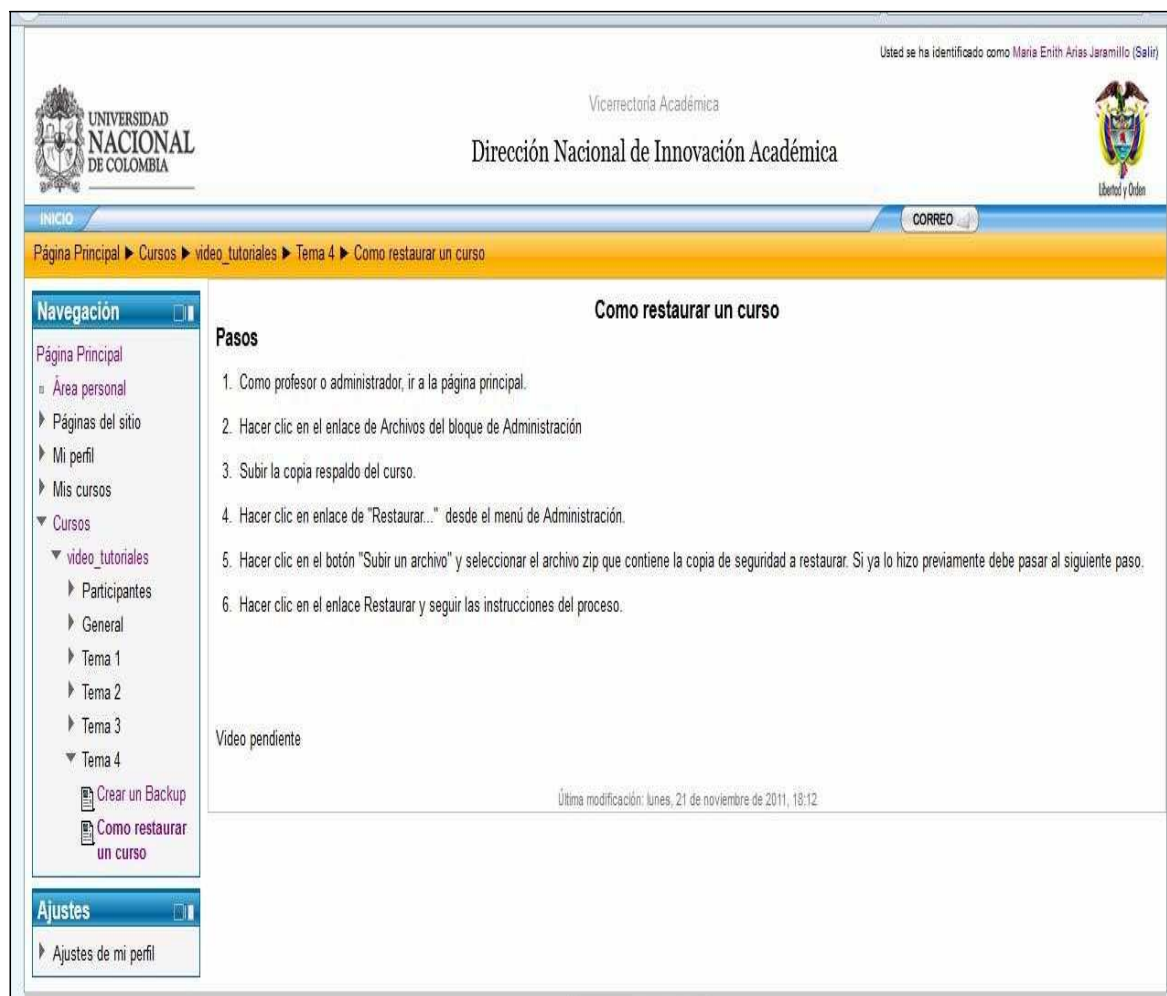 Usted se ha identificado como Maria Enith Arias Jaramillo (Salir)
UNIVERSIDAD
NACIONAL
DE COLOMBIA
Vicerrectoría Académica
Dirección Nacional de Innovación Académica
Libertad y Orden
INICIO
CORREO
Página Principal ► Cursos ► video_tutoriales ► Tema 4 ► Como restaurar un curso
Navegación
Página Principal
Área personal
Páginas del sitio
Mi perfil
Mis cursos
Cursos
video_tutoriales
Participantes
General
Tema 1
Tema 2
Tema 3
Tema 4
Crear un Backup
Como restaurar
un curso
Ajustes
Ajustes de mi perfil
Como restaurar un curso
Pasos
1. Como profesor o administrador, ir a la página principal.
2. Hacer clic en el enlace de Archivos del bloque de Administración
3. Subir la copia respaldo del curso.
4. Hacer clic en enlace de "Restaurar..." desde el menú de Administración.
5. Hacer clic en el botón "Subir un archivo" y seleccionar el archivo zip que contiene la copia de seguridad a restaurar. Si ya lo hizo previamente debe pasar al siguiente paso.
6. Hacer clic en el enlace Restaurar y seguir las instrucciones del proceso.
Video pendiente
Última modificación: lunes, 21 de noviembre de 2011, 18:12